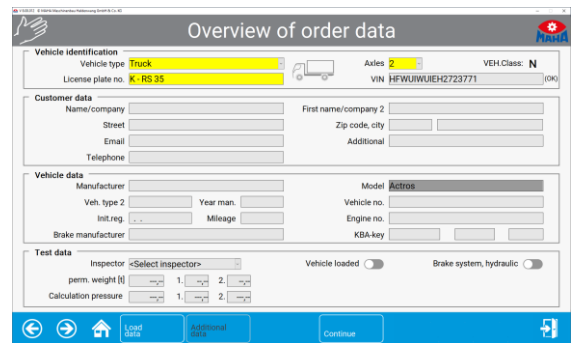 Overview of order data
MAHA
Vehicle identification
Vehicle type Truck Axles 2 VEH.Class: N
License plate no. K - RS 35 VIN HFWUIWUIEH2723771 (OK)
Customer data
Name/company First name/company 2
Street Zip code, city
Email Additional
Telephone
Vehicle data
Manufacturer Model Actros
Veh. type 2 Year man. Vehicle no.
Init.reg. . . Mileage Engine no.
Brake manufacturer KBA-key
Test data
Inspector <Select inspector> Vehicle loaded Brake system, hydraulic
perm. weight [t] --,-- 1. --,-- 2. --,--
Calculation pressure --,-- 1. --,-- 2. --,--
Load data Additional data Continue